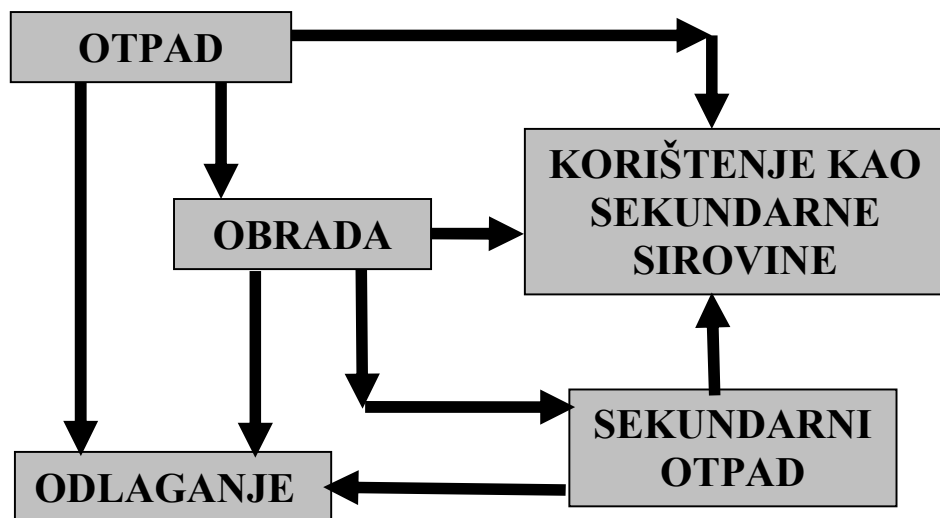 OTPAD
KORIŠTENJE KAO
SEKUNDARNE
SIROVINE
OBRADA
SEKUNDARNI
OTPAD
ODLAGANJE